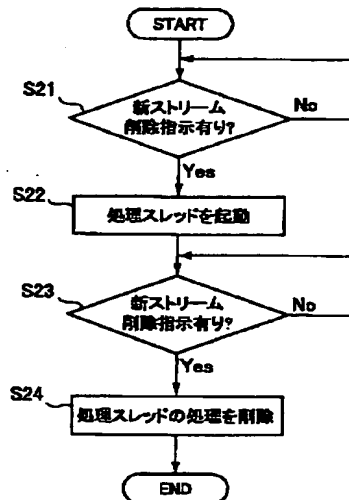 START
S21
新ストリーム
削除指示有り?
No
Yes
S22
処理スレッドを起動
S23
新ストリーム
削除指示有り?
No
Yes
S24
処理スレッドの処理を削除
END